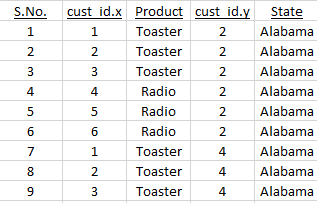 S.No. cust_id.x Product cust_id.y State
1 1 Toaster 2 Alabama
2 2 Toaster 2 Alabama
3 3 Toaster 2 Alabama
4 4 Radio 2 Alabama
5 5 Radio 2 Alabama
6 6 Radio 2 Alabama
7 1 Toaster 4 Alabama
8 2 Toaster 4 Alabama
9 3 Toaster 4 Alabama